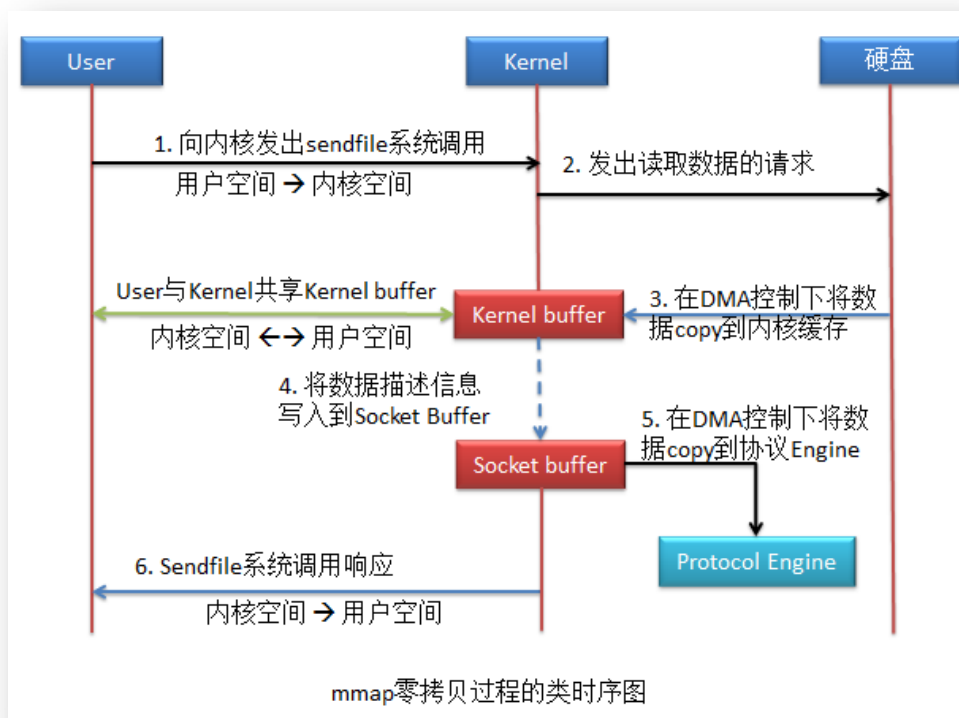 User
Kernel
硬盘
1. 向内核发出sendfile系统调用
用户空间 → 内核空间
2. 发出读取数据的请求
User与Kernel共享Kernel buffer
内核空间 ←→ 用户空间
Kernel buffer
3. 在DMA控制下将数
据copy到内核缓存
4. 将数据描述信息
写入到Socket Buffer
5. 在DMA控制下将数
据copy到协议Engine
Socket buffer
Protocol Engine
6. Sendfile系统调用响应
内核空间 → 用户空间
mmap零拷贝过程的类时序图